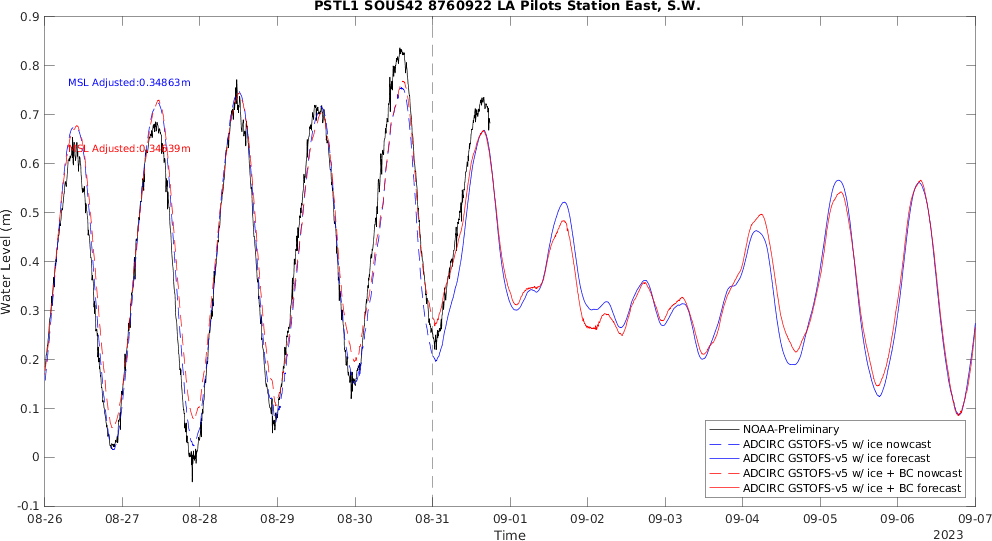 PSTL1 SOUS42 8760922 LA Pilots Station East, S.W.
0.9
0.8
0.7
0.6
0.5
0.4
0.3
0.2
0.1
0
-0.1
Water Level (m)
MSL Adjusted:0.34863m
MSL Adjusted:0.34939m
NOAA-Preliminary
ADCIRC GSTOFS-v5 w/ ice nowcast
ADCIRC GSTOFS-v5 w/ ice forecast
ADCIRC GSTOFS-v5 w/ ice + BC nowcast
ADCIRC GSTOFS-v5 w/ ice + BC forecast
08-26 08-27 08-28 08-29 08-30 08-31 09-01 09-02 09-03 09-04 09-05 09-06 09-07
Time
2023